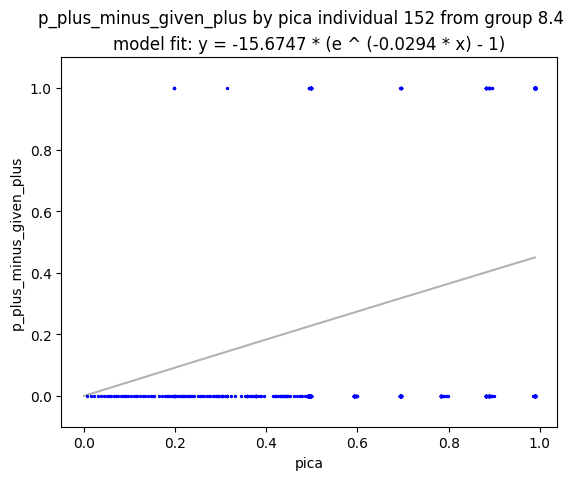 p_plus_minus_given_plus by pica individual 152 from group 8.4
model fit: y = -15.6747 * (e ^ (-0.0294 * x) - 1)
1.0
0.8
0.6
0.4
0.2
0.0
p_plus_minus_given_plus
0.0 0.2 0.4 0.6 0.8 1.0
pica